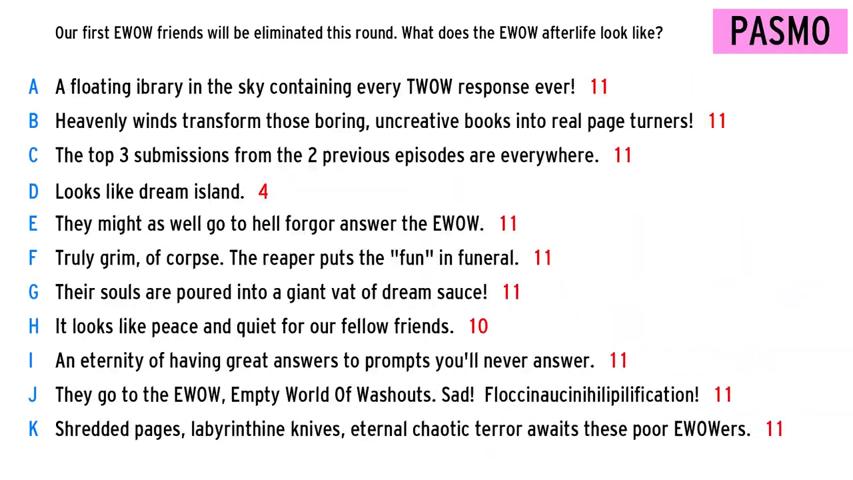 Our first EWOW friends will be eliminated this round. What does the EWOW afterlife look like?
PASMO
A A floating ibrary in the sky containing every TWOW response ever! 11
B Heavenly winds transform those boring, uncreative books into real page turners! 11
C The top 3 submissions from the 2 previous episodes are everywhere. 11
D Looks like dream island. 4
E They might as well go to hell forgor answer the EWOW. 11
F Truly grim, of corpse. The reaper puts the "fun" in funeral. 11
G Their souls are poured into a giant vat of dream sauce! 11
H It looks like peace and quiet for our fellow friends. 10
I An eternity of having great answers to prompts you'll never answer. 11
J They go to the EWOW, Empty World Of Washouts. Sad! Floccinaucinihilipilification! 11
K Shredded pages, labyrinthine knives, eternal chaotic terror awaits these poor EWOWers. 11